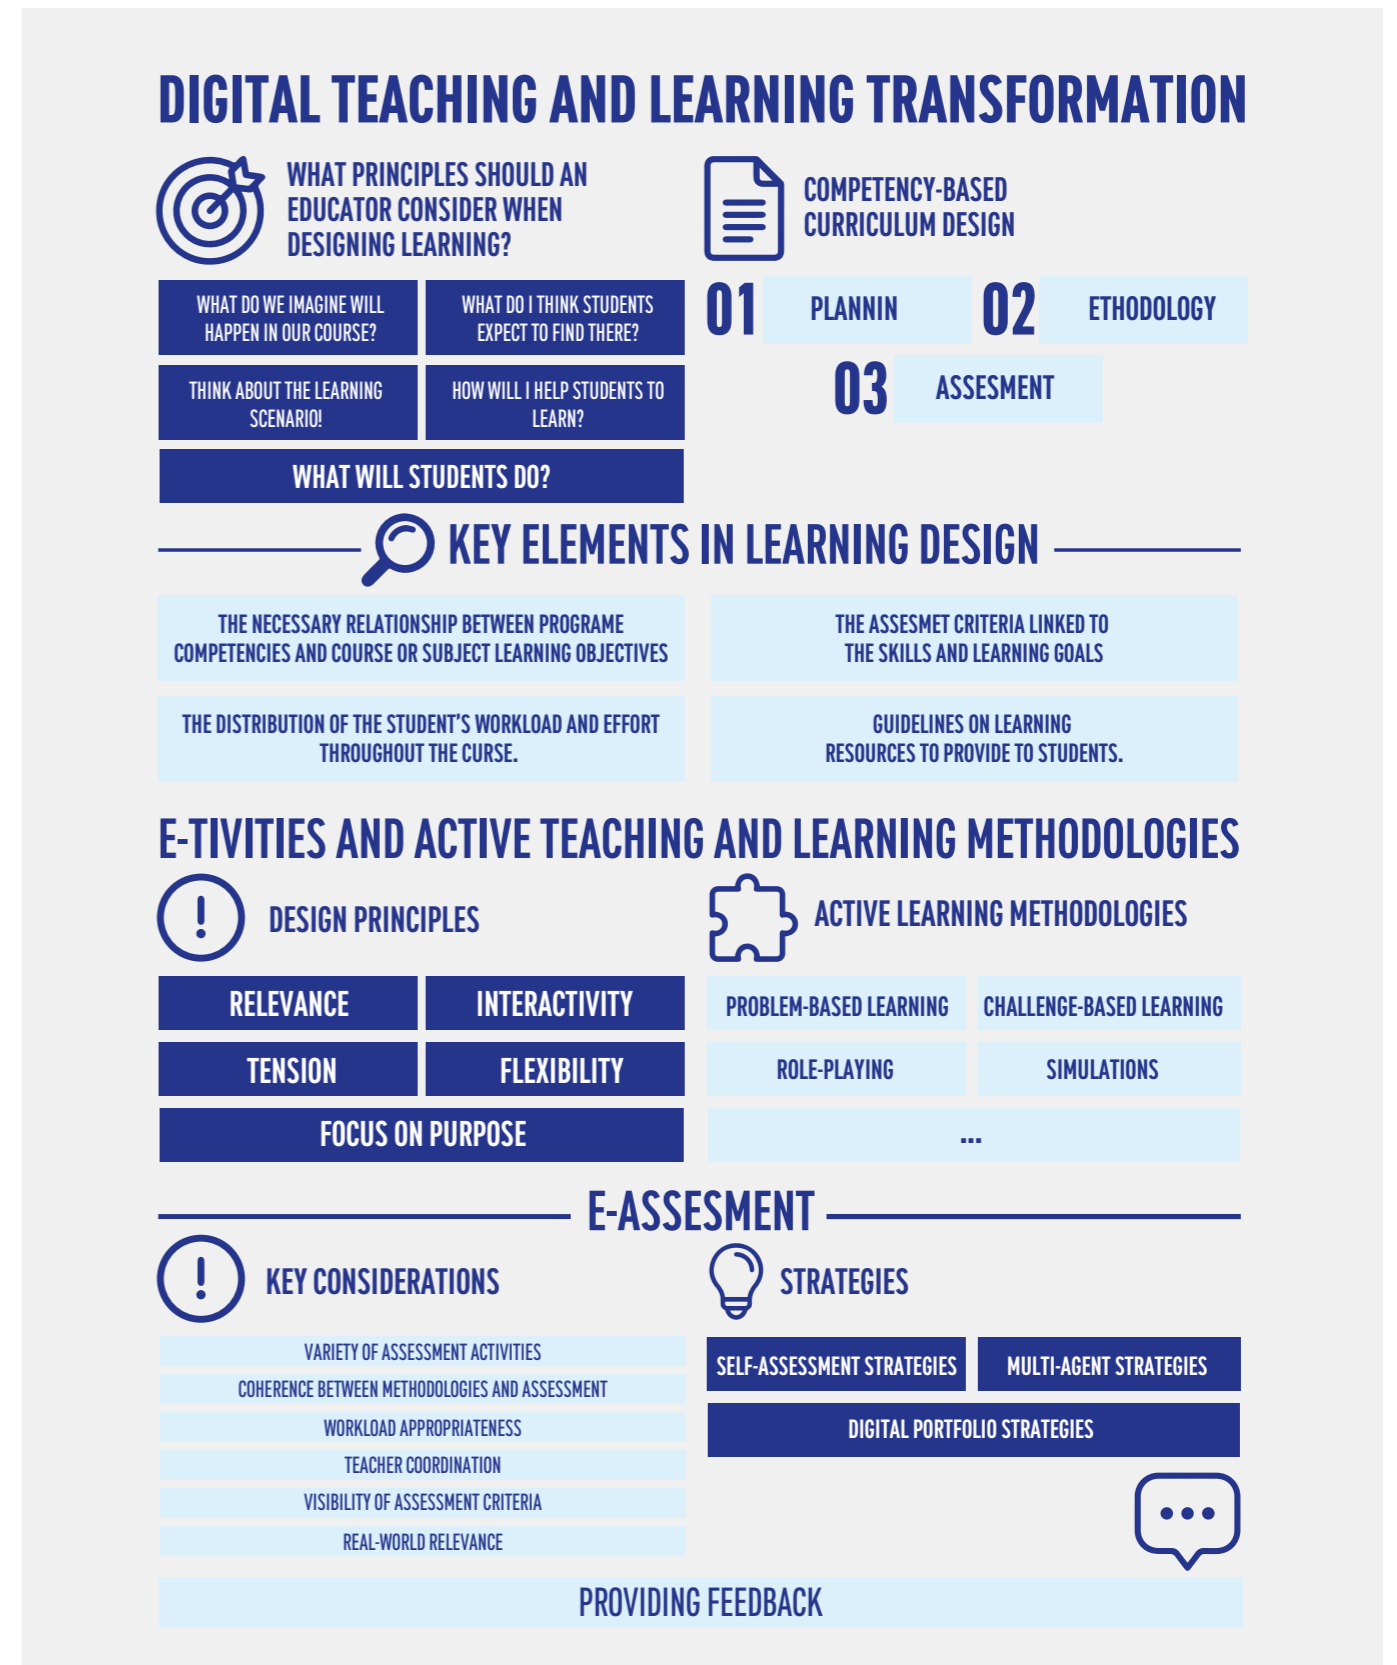 DIGITAL TEACHING AND LEARNING TRANSFORMATION
WHAT PRINCIPLES SHOULD AN
EDUCATOR CONSIDER WHEN
DESIGNING LEARNING?
WHAT DO WE IMAGINE WILL
HAPPEN IN OUR COURSE?
WHAT DO I THINK STUDENTS
EXPECT TO FIND THERE?
THINK ABOUT THE LEARNING
SCENARIO!
HOW WILL I HELP STUDENTS TO
LEARN?
WHAT WILL STUDENTS DO?
COMPETENCY-BASED
CURRICULUM DESIGN
01 PLANNIN
02 ETHODOLOGY
03 ASSESMENT
KEY ELEMENTS IN LEARNING DESIGN
THE NECESSARY RELATIONSHIP BETWEEN PROGRAME
COMPETENCIES AND COURSE OR SUBJECT LEARNING OBJECTIVES
THE ASSESMET CRITERIA LINKED TO
THE SKILLS AND LEARNING GOALS
THE DISTRIBUTION OF THE STUDENT'S WORKLOAD AND EFFORT
THROUGHOUT THE CURSE.
GUIDELINES ON LEARNING
RESOURCES TO PROVIDE TO STUDENTS.
E-TIVITIES AND ACTIVE TEACHING AND LEARNING METHODOLOGIES
DESIGN PRINCIPLES
RELEVANCE
INTERACTIVITY
TENSION
FLEXIBILITY
FOCUS ON PURPOSE
ACTIVE LEARNING METHODOLOGIES
PROBLEM-BASED LEARNING
CHALLENGE-BASED LEARNING
ROLE-PLAYING
SIMULATIONS
...
E-ASSESMENT
KEY CONSIDERATIONS
VARIETY OF ASSESSMENT ACTIVITIES
COHERENCE BETWEEN METHODOLOGIES AND ASSESSMENT
WORKLOAD APPROPRIATENESS
TEACHER COORDINATION
VISIBILITY OF ASSESSMENT CRITERIA
REAL-WORLD RELEVANCE
STRATEGIES
SELF-ASSESSMENT STRATEGIES
MULTI-AGENT STRATEGIES
DIGITAL PORTFOLIO STRATEGIES
PROVIDING FEEDBACK